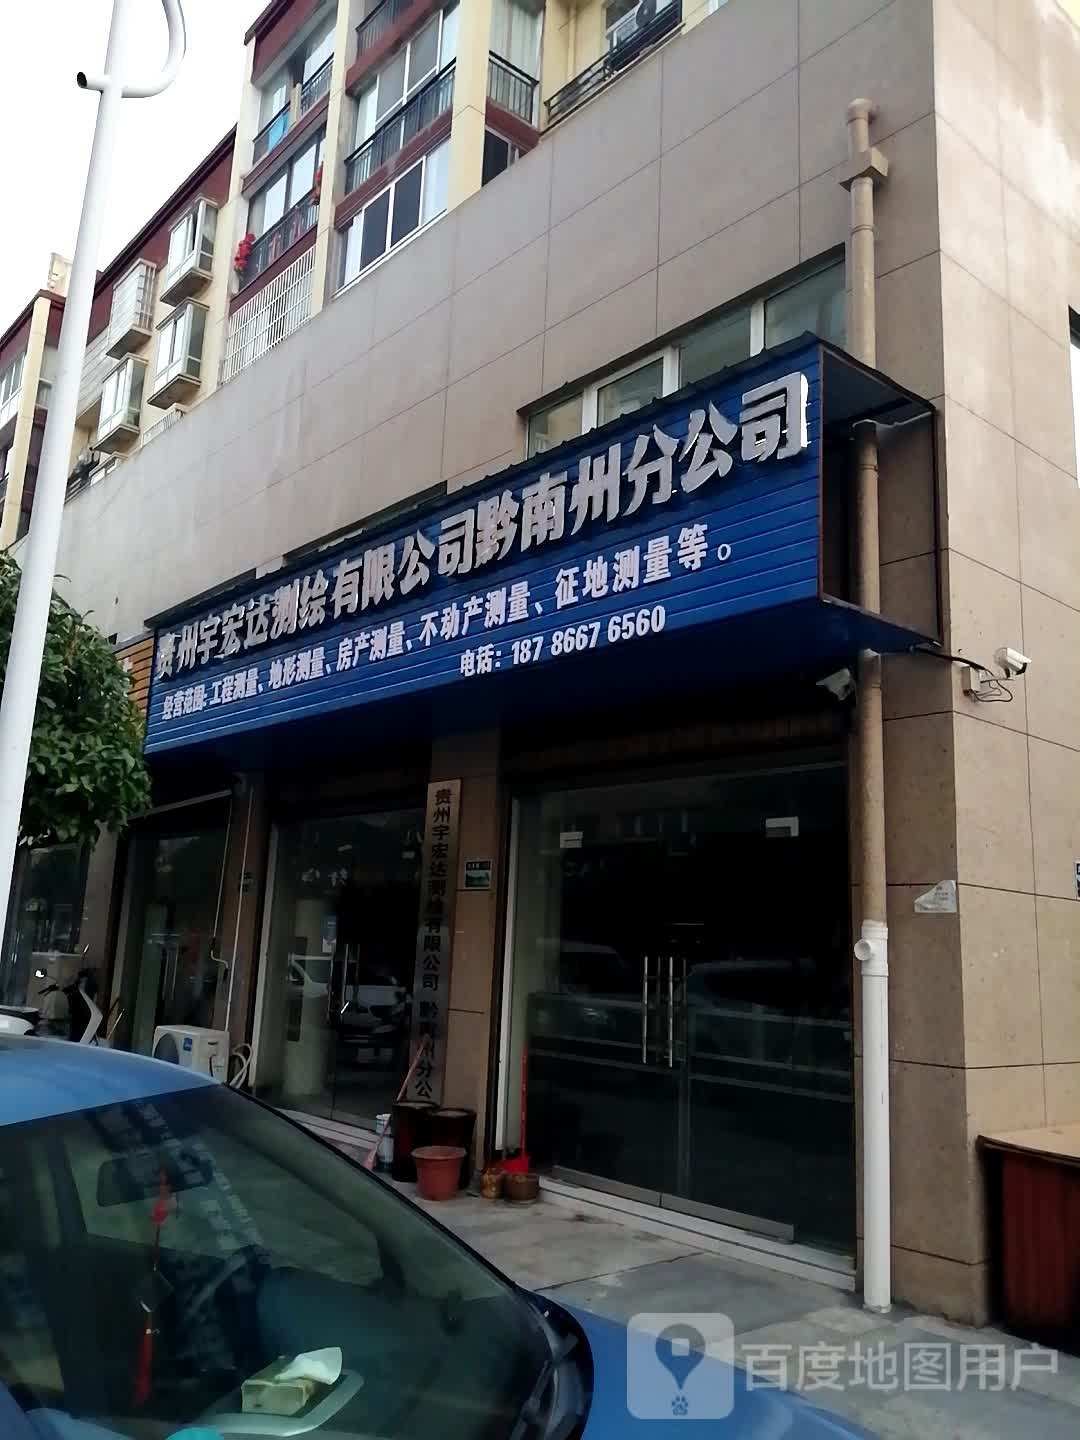 贵州宇宏达测绘有限公司黔南州分公司
经营范围:工程测量、地形测量、房产测量、不动产测量、征地测量等。
电话: 187 8667 6560
贵州宇宏达测绘有限公司 黔南州分公
百度地图用户